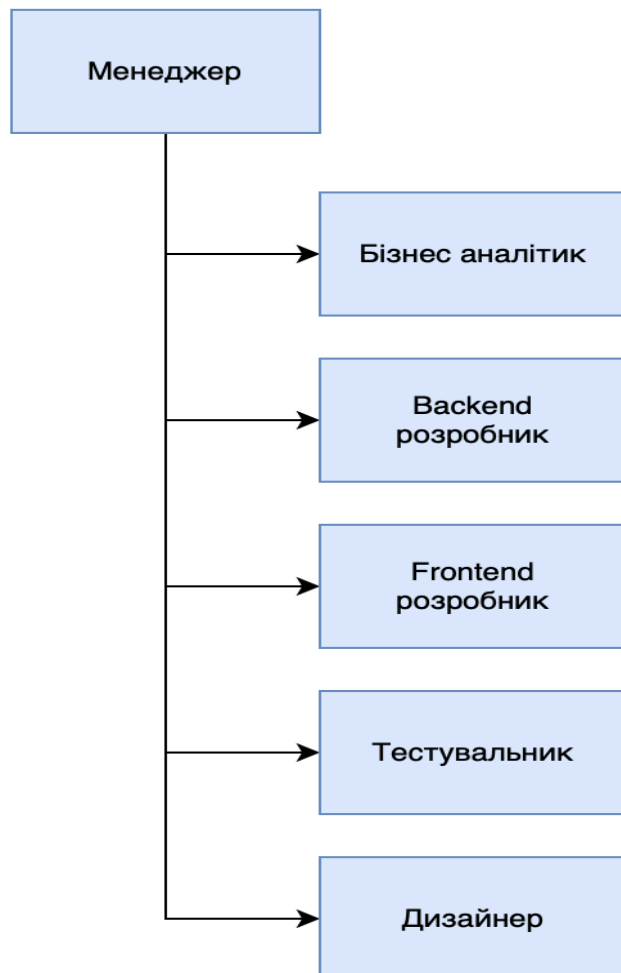 Менеджер
Бізнес аналітик
Backend
розробник
Frontend
розробник
Тестувальник
Дизайнер